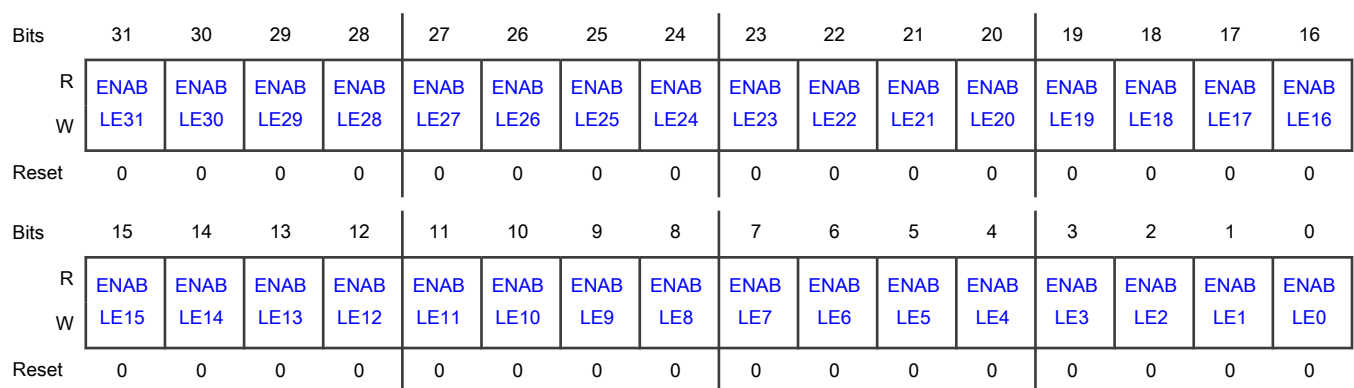 Bits 31 30 29 28 27 26 25 24 23 22 21 20 19 18 17 16
R ENAB ENAB ENAB ENAB ENAB ENAB ENAB ENAB ENAB ENAB ENAB ENAB ENAB ENAB ENAB ENAB
W LE31 LE30 LE29 LE28 LE27 LE26 LE25 LE24 LE23 LE22 LE21 LE20 LE19 LE18 LE17 LE16
Reset 0 0 0 0 0 0 0 0 0 0 0 0 0 0 0 0
Bits 15 14 13 12 11 10 9 8 7 6 5 4 3 2 1 0
R ENAB ENAB ENAB ENAB ENAB ENAB ENAB ENAB ENAB ENAB ENAB ENAB ENAB ENAB ENAB ENAB
W LE15 LE14 LE13 LE12 LE11 LE10 LE9 LE8 LE7 LE6 LE5 LE4 LE3 LE2 LE1 LE0
Reset 0 0 0 0 0 0 0 0 0 0 0 0 0 0 0 0